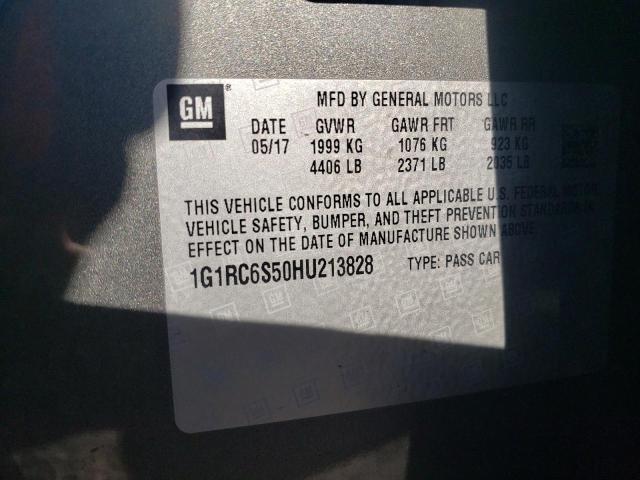 GM ® MFD BY GENERAL MOTORS LLC
DATE GVWR GAWR FRT GAWR RR
05/17 1999 KG 1076 KG 923 KG
4406 LB 2371 LB 2035 LB
THIS VEHICLE CONFORMS TO ALL APPLICABLE U.S. FEDERAL MOTOR
VEHICLE SAFETY, BUMPER, AND THEFT PREVENTION STANDARDS IN
EFFECT ON THE DATE OF MANUFACTURE SHOWN ABOVE.
1G1RC6S50HU213828 TYPE: PASS CAR